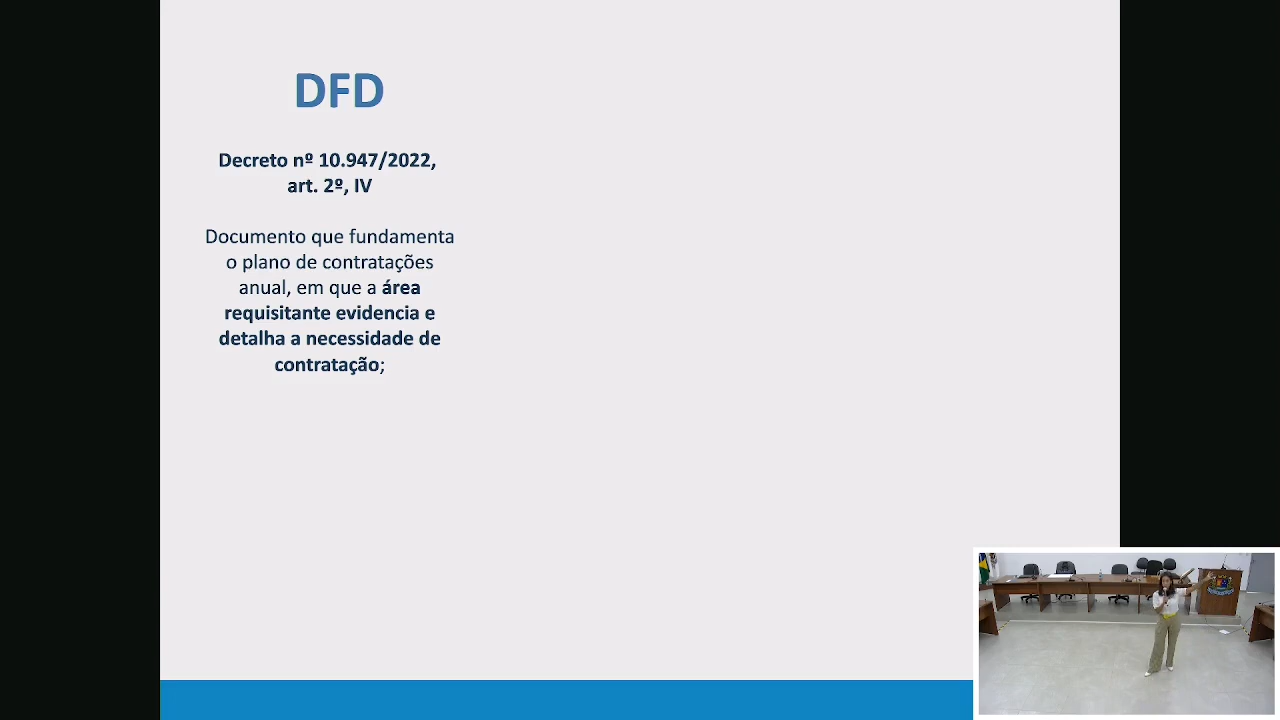 DFD
Decreto nº 10.947/2022,
art. 2º, IV
Documento que fundamenta
o plano de contratações
anual, em que a área
requisitante evidencia e
detalha a necessidade de
contratação;